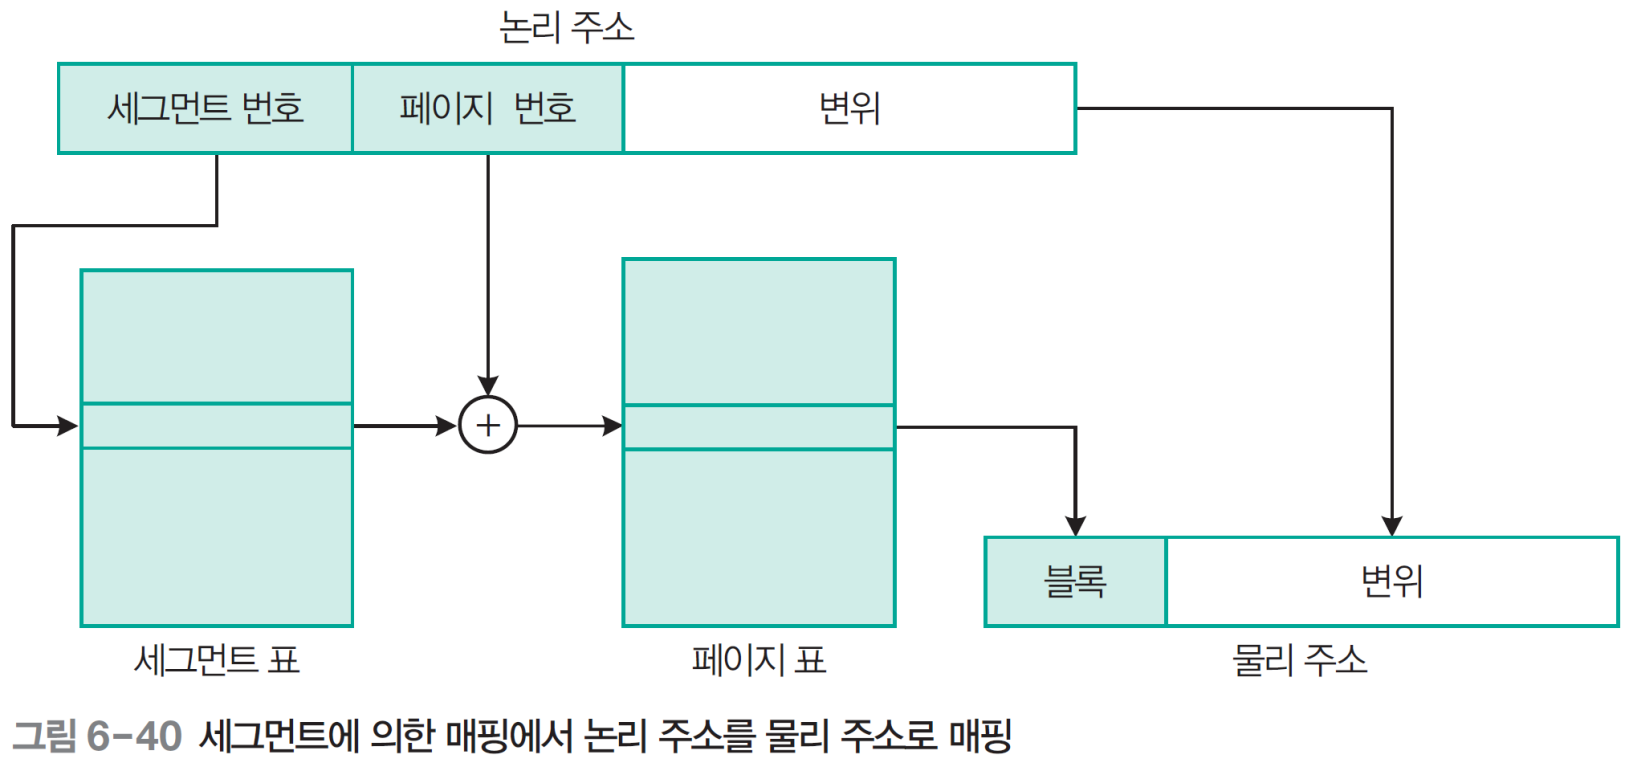 논리 주소
세그먼트 번호 페이지 번호 변위
+
블록 변위
세그먼트 표 페이지 표 물리 주소
그림 6-40 세그먼트에 의한 매핑에서 논리 주소를 물리 주소로 매핑